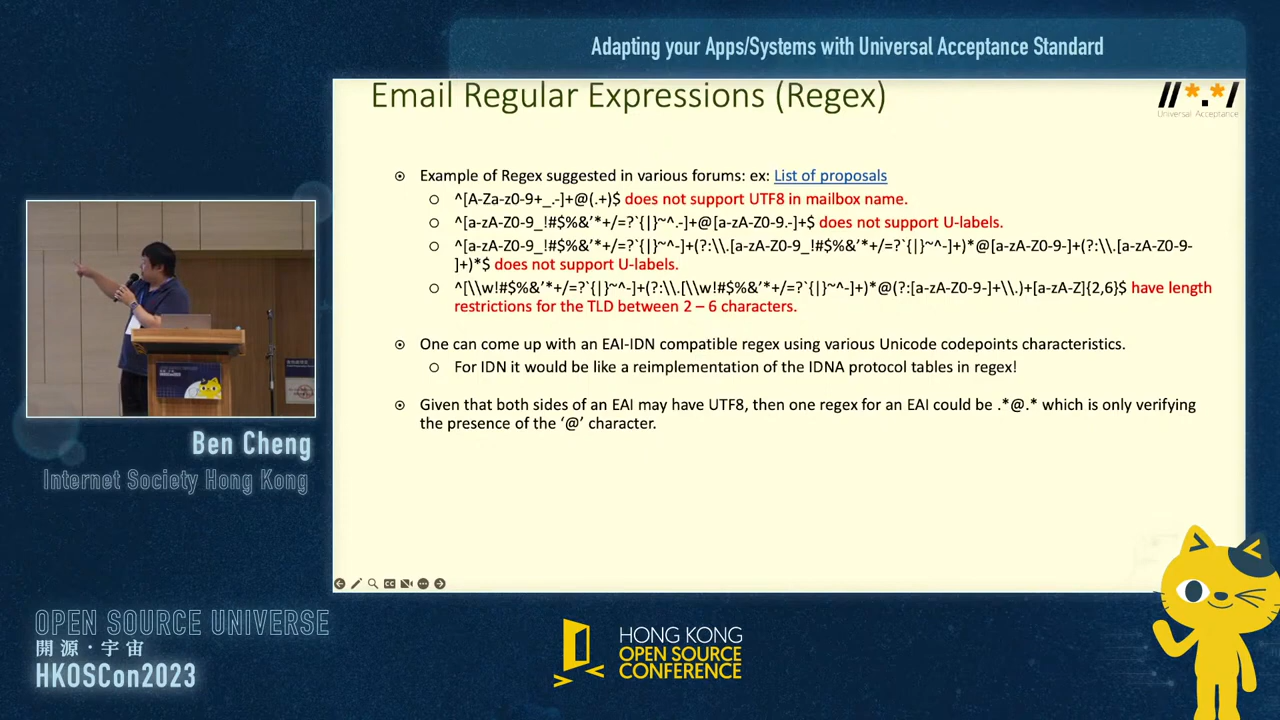 Adapting your Apps/Systems with Universal Acceptance Standard
Email Regular Expressions (Regex)
//*.*/
Universal Acceptance
Example of Regex suggested in various forums: ex: List of proposals
^[A-Za-z0-9+_.-]+@(.+)$ does not support UTF8 in mailbox name.
^[a-zA-Z0-9_!#$%&’*+/=?`{|}~^.-]+@[a-zA-Z0-9.-]+$ does not support U-labels.
^[a-zA-Z0-9_!#$%&’*+/=?`{|}~^-]+(?:\\.[a-zA-Z0-9_!#$%&’*+/=?`{|}~^-]+)*@[a-zA-Z0-9-]+(?:\\.[a-zA-Z0-9-
]+)*$ does not support U-labels.
^[\\w!#$%&’*+/=?`{|}~^-]+(?:\\.[\\w!#$%&’*+/=?`{|}~^-]+)*@(?:[a-zA-Z0-9-]+\\.)+[a-zA-Z]{2,6}$ have length
restrictions for the TLD between 2 – 6 characters.
One can come up with an EAI-IDN compatible regex using various Unicode codepoints characteristics.
For IDN it would be like a reimplementation of the IDNA protocol tables in regex!
Given that both sides of an EAI may have UTF8, then one regex for an EAI could be .*@.* which is only verifying
the presence of the ‘@’ character.
Ben Cheng
Internet Society Hong Kong
OPEN SOURCE UNIVERSE
開源·宇宙
HKOSCon2023
HONG KONG
OPEN SOURCE
CONFERENCE